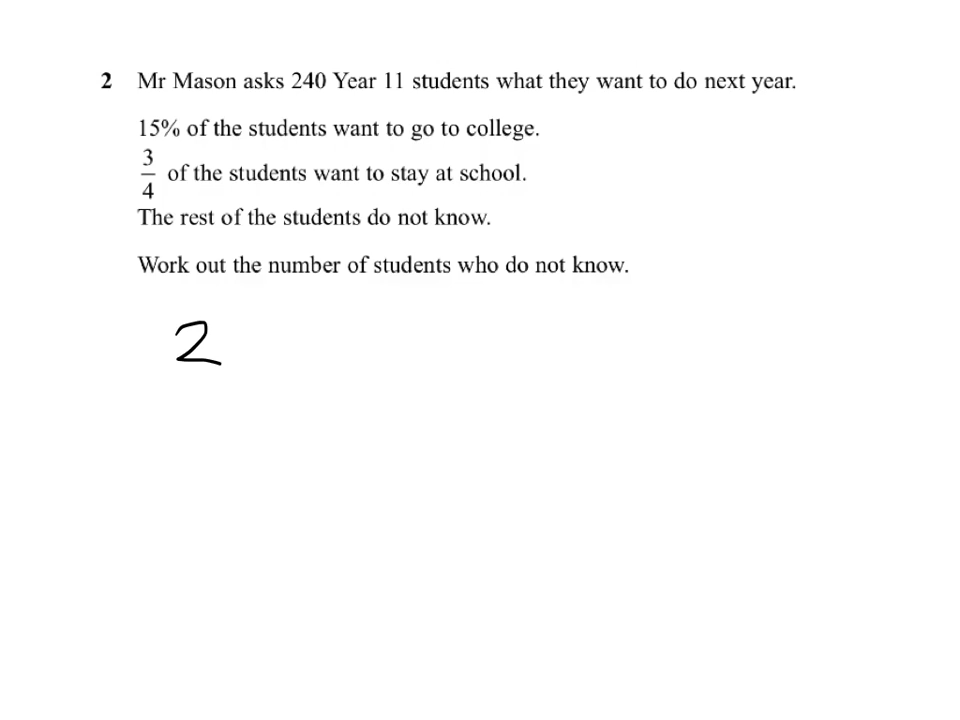 2 Mr Mason asks 240 Year 11 students what they want to do next year.
15% of the students want to go to college.
3/4 of the students want to stay at school.
The rest of the students do not know.
Work out the number of students who do not know.
2